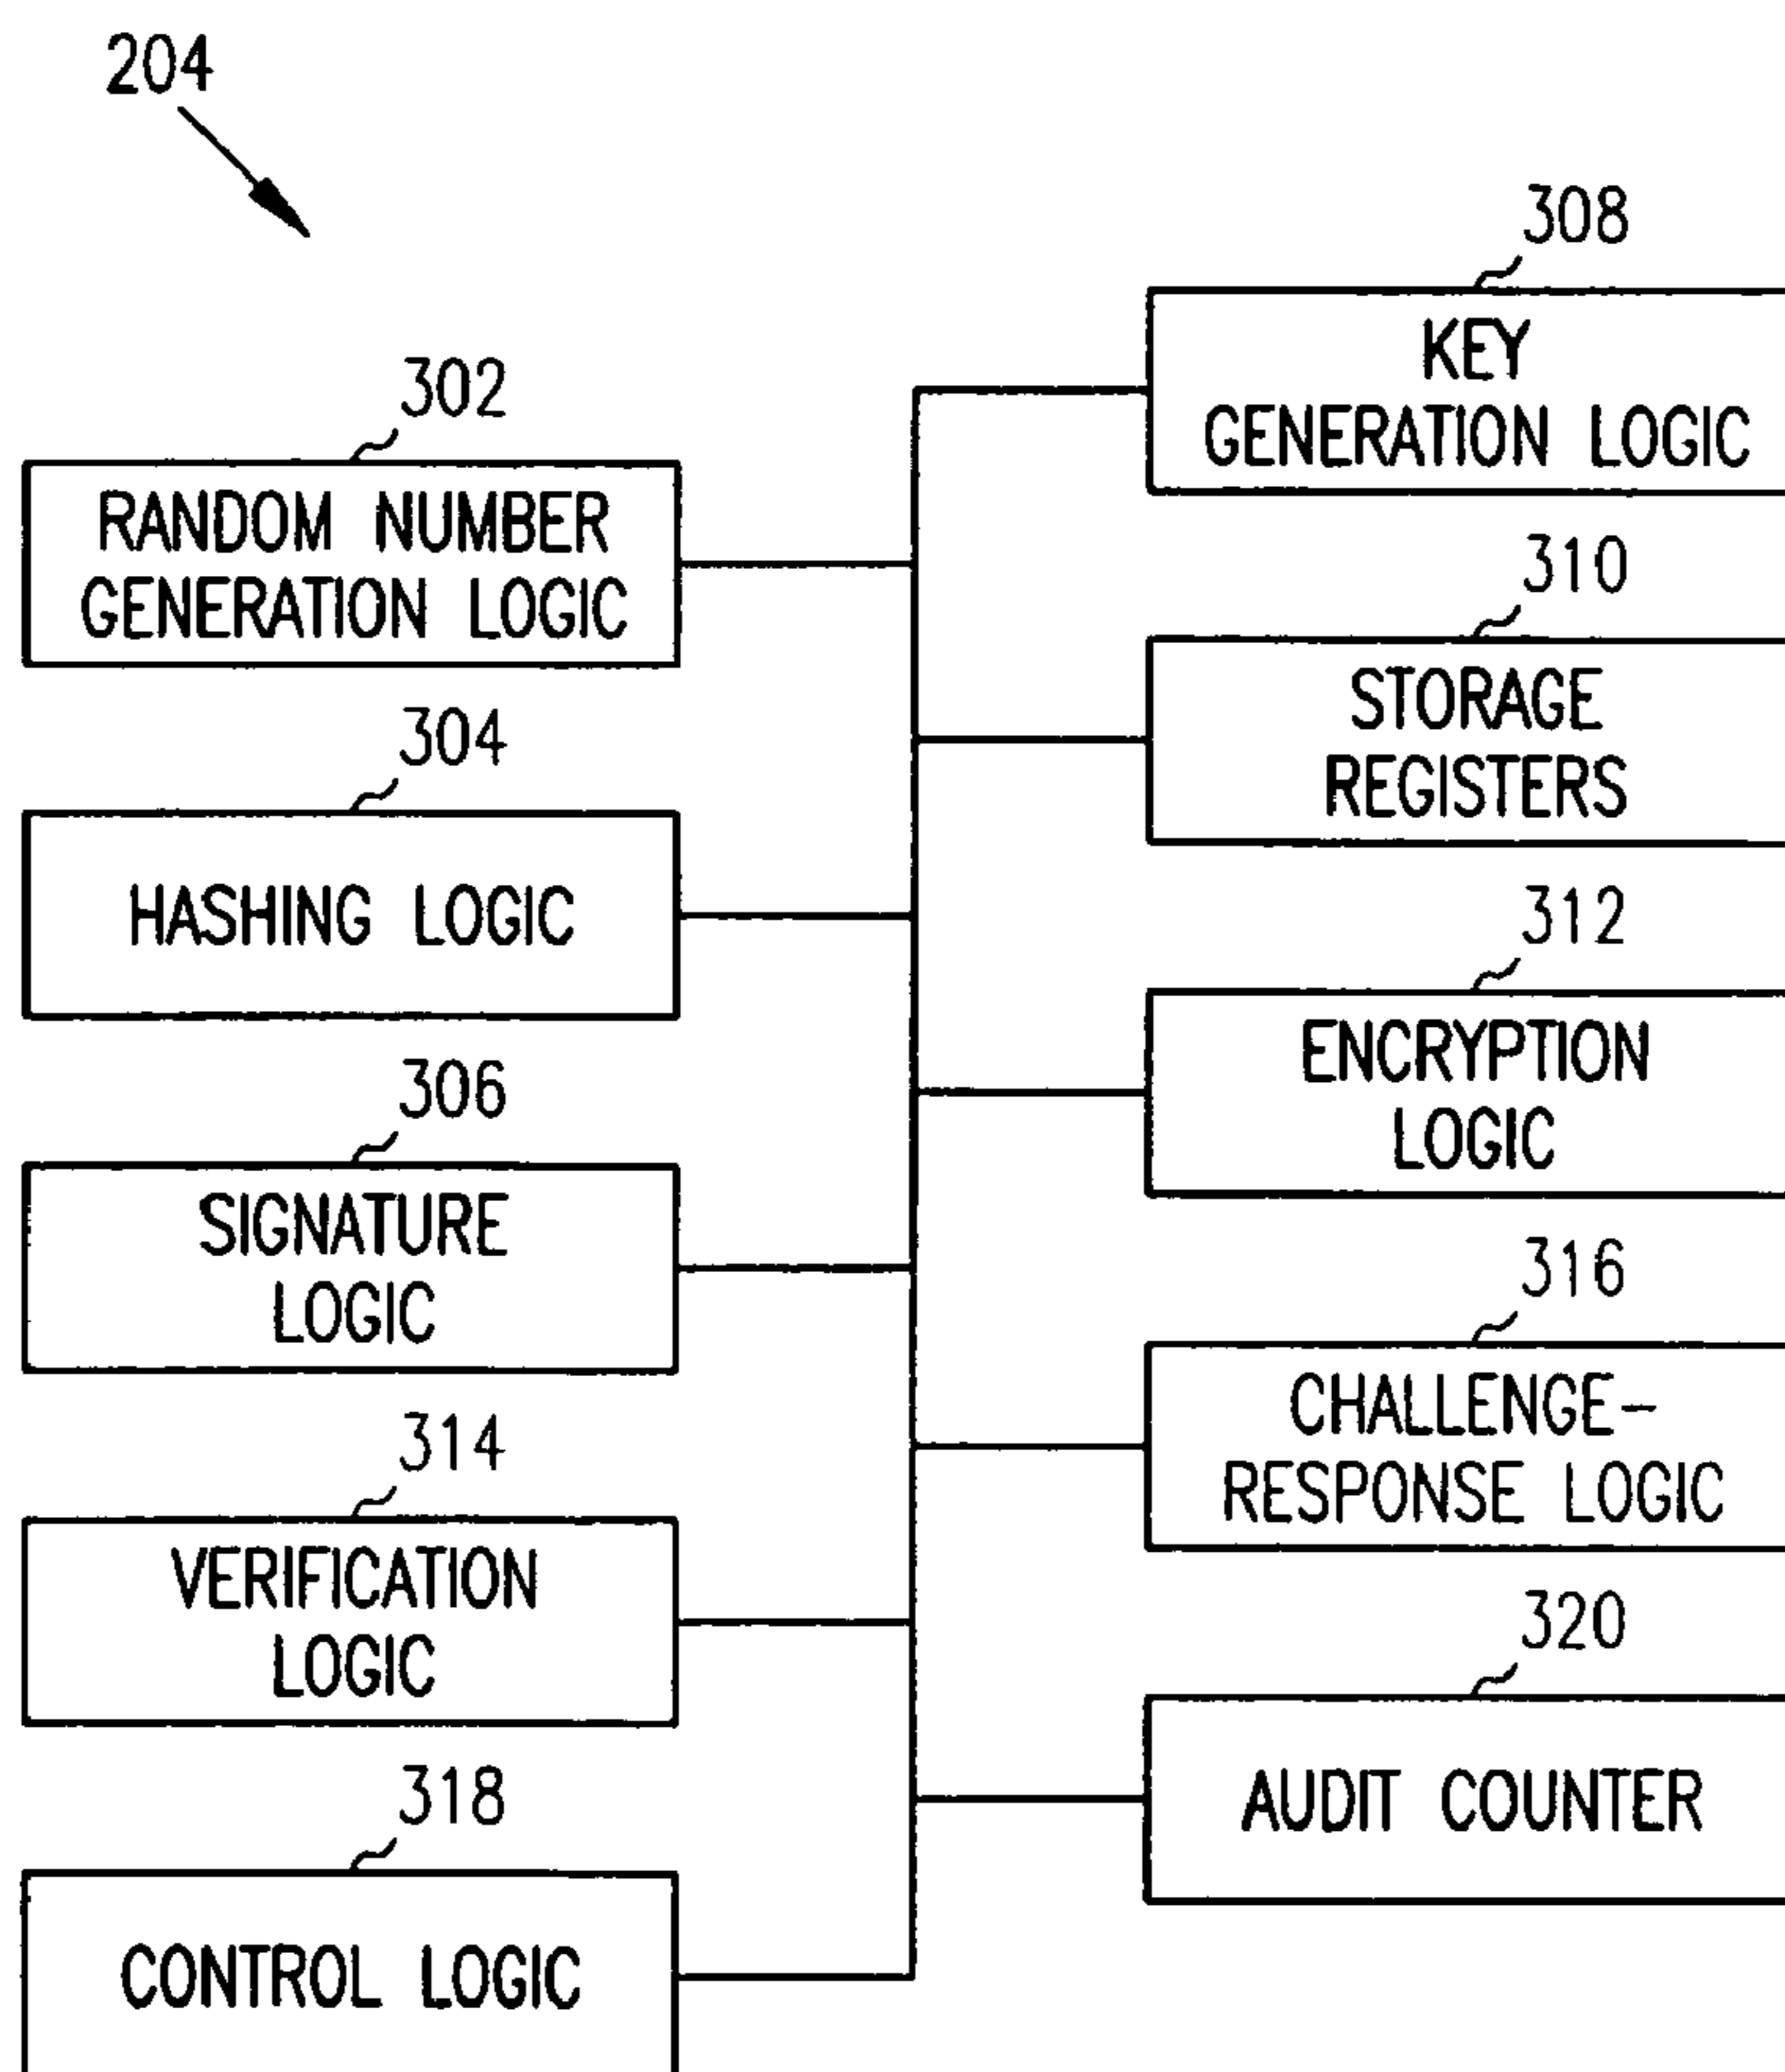 204
302
RANDOM NUMBER
GENERATION LOGIC
304
HASHING LOGIC
306
SIGNATURE
LOGIC
314
VERIFICATION
LOGIC
318
CONTROL LOGIC
308
KEY
GENERATION LOGIC
310
STORAGE
REGISTERS
312
ENCRYPTION
LOGIC
316
CHALLENGE-
RESPONSE LOGIC
320
AUDIT COUNTER